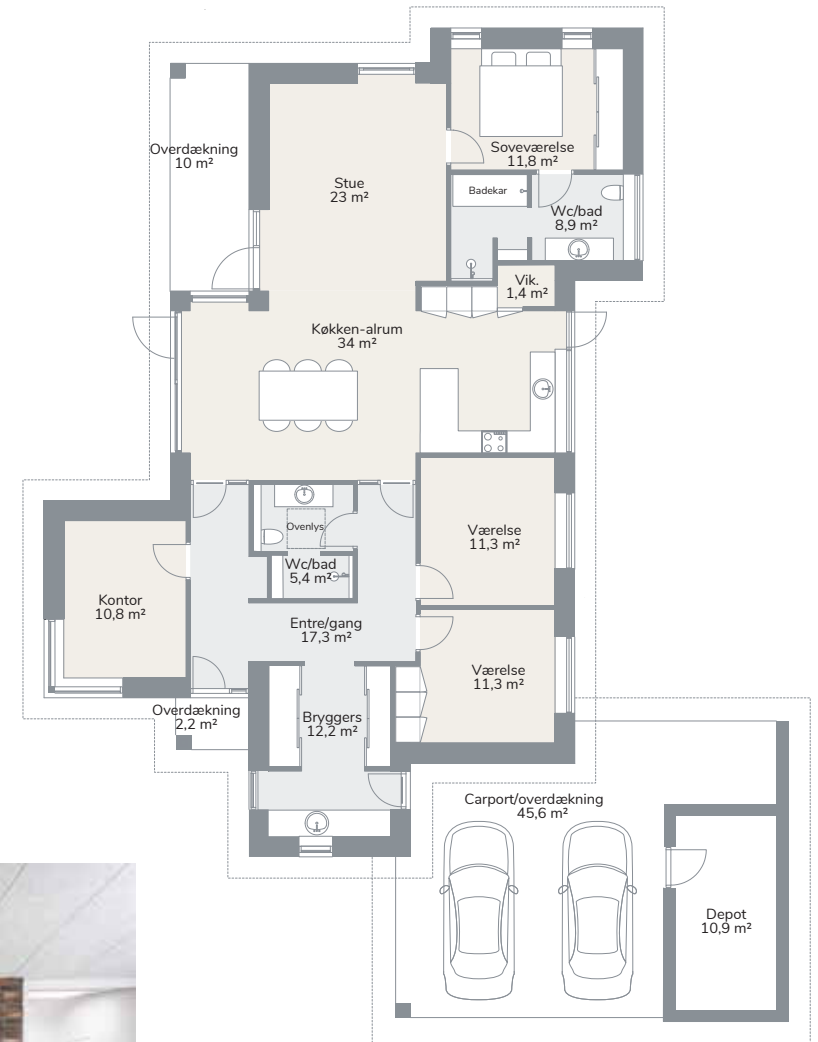 Overdækning
10 m²
Stue
23 m²
Soveværelse
11,8 m²
Badekar
Wc/bad
8,9 m²
Vik.
1,4 m²
Køkken-alrum
34 m²
Ovenlys
Wc/bad
5,4 m²
Værelse
11,3 m²
Kontor
10,8 m²
Entre/gang
17,3 m²
Værelse
11,3 m²
Overdækning
2,2 m²
Bryggers
12,2 m²
Carport/overdækning
45,6 m²
Depot
10,9 m²